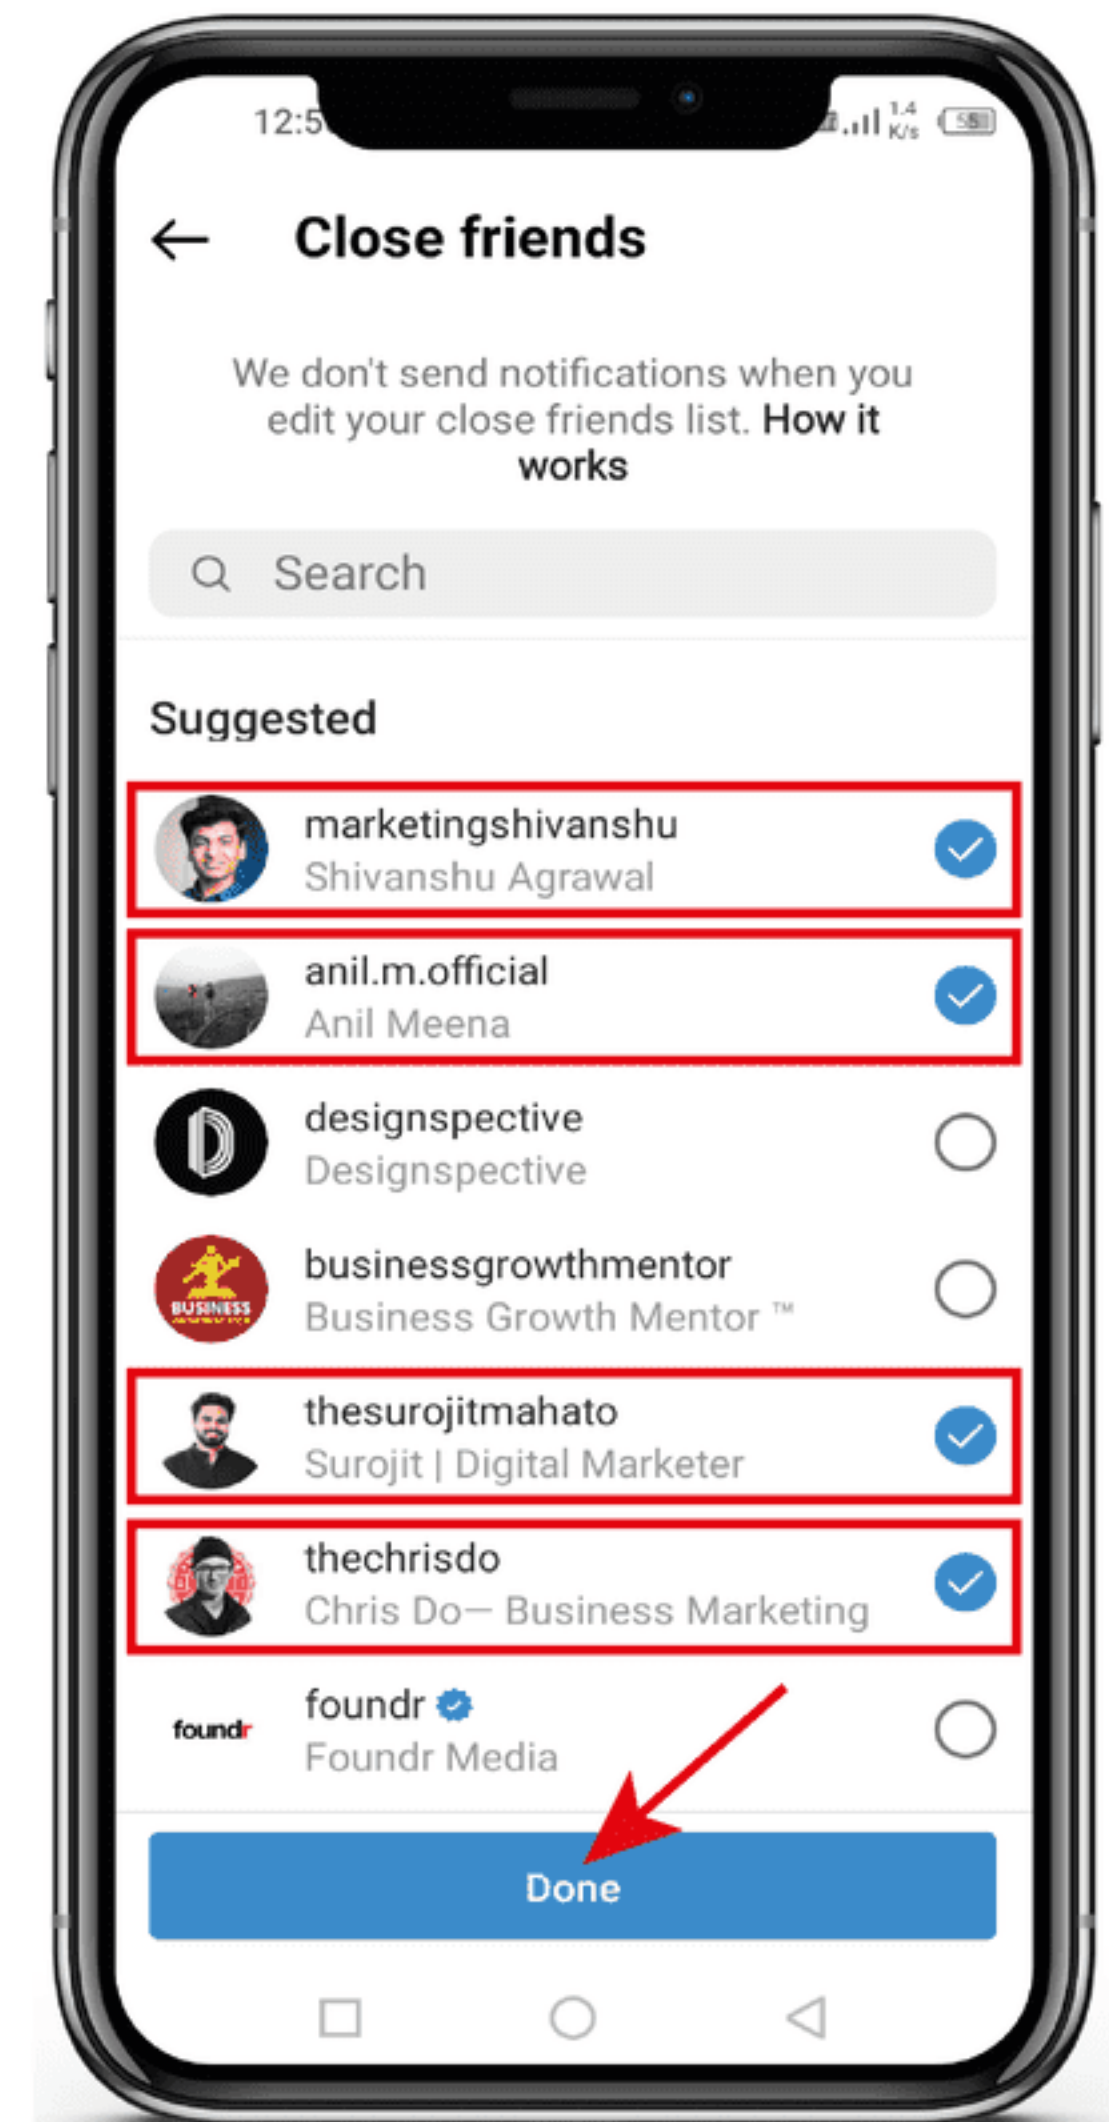 12:5
1.4
K/s
Close friends
We don't send notifications when you
edit your close friends list. How it
works
Search
Suggested
marketingshivanshu
Shivanshu Agrawal
anil.m.official
Anil Meena
designspective
Designspective
businessgrowthmentor
Business Growth Mentor ™
BUSINESS
thesurojitmahato
Surojit | Digital Marketer
thechrisdo
Chris Do— Business Marketing
foundr
foundr
Foundr Media
Done